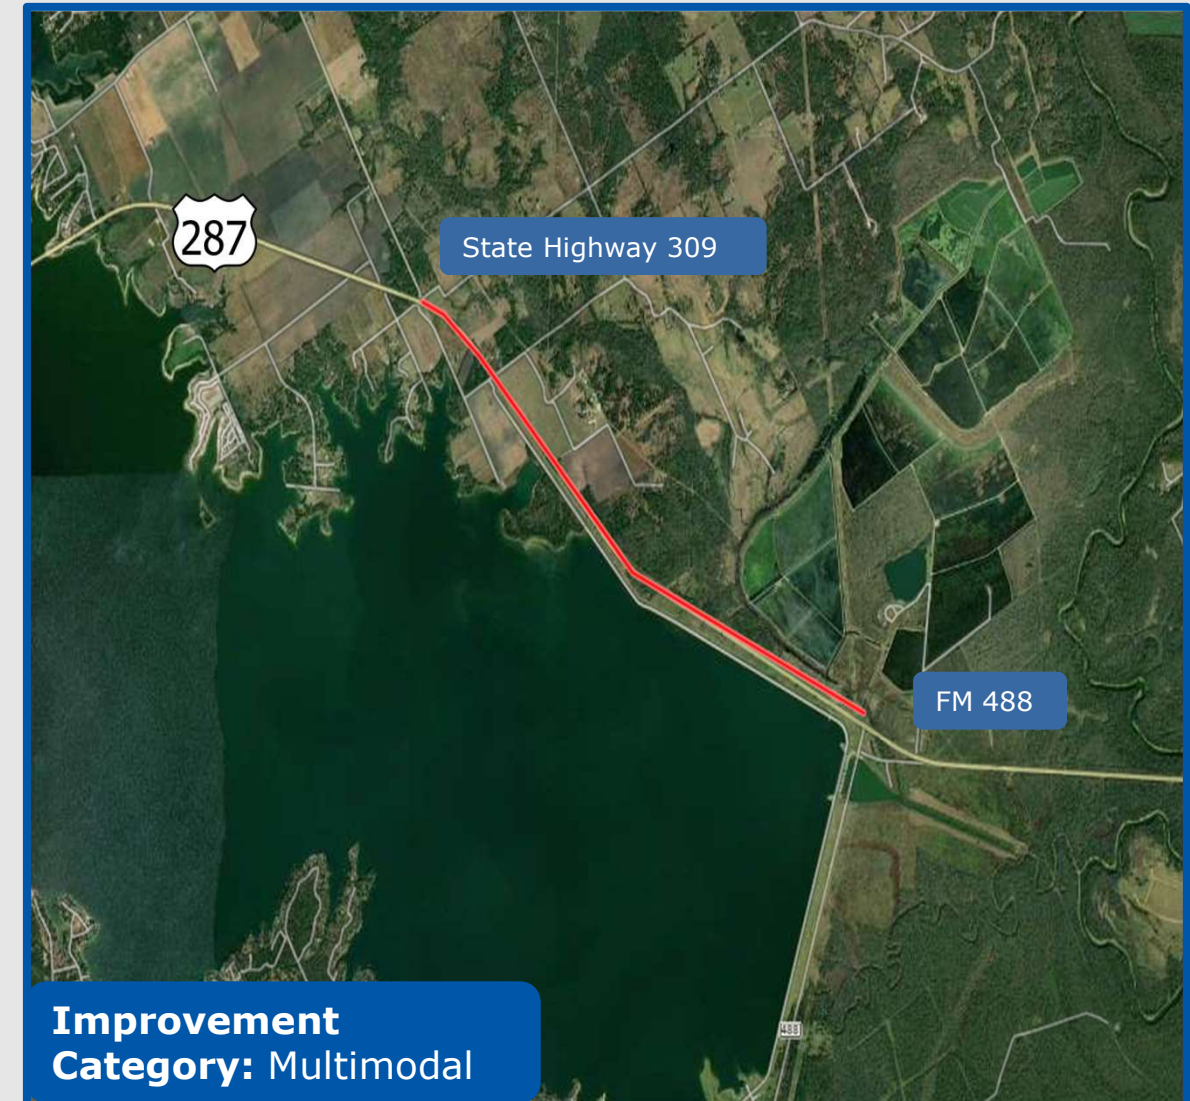 287
State Highway 309
FM 488
488
Improvement
Category: Multimodal